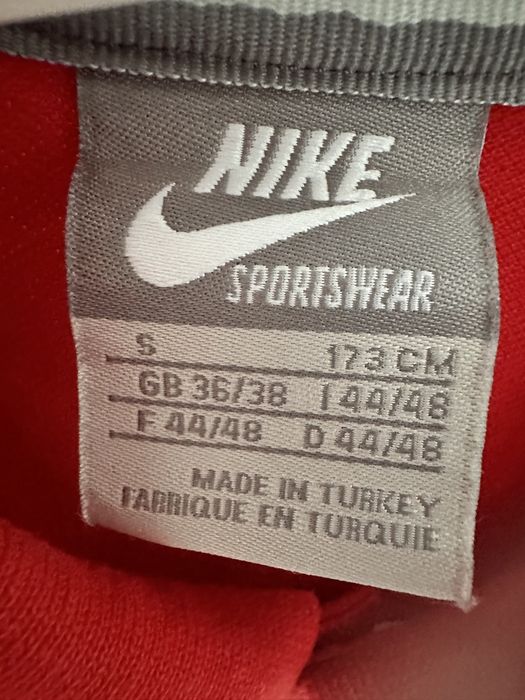 NIKE
SPORTSWEAR
S 173 CM
GB 36/38 I 44/48
F 44/48 D 44/48
MADE IN TURKEY
FABRIQUE EN TURQUIE